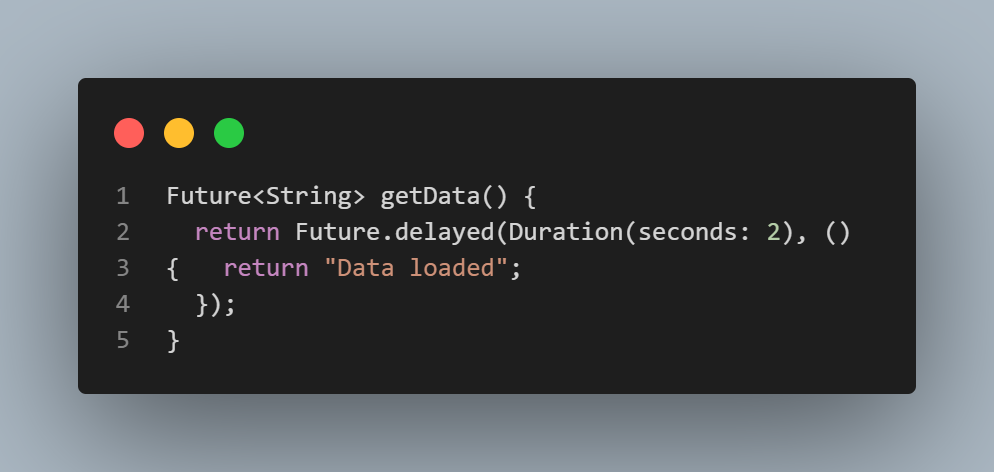 1 Future<String> getData() {
2   return Future.delayed(Duration(seconds: 2), ()
3 {   return "Data loaded";
4   });
5 }